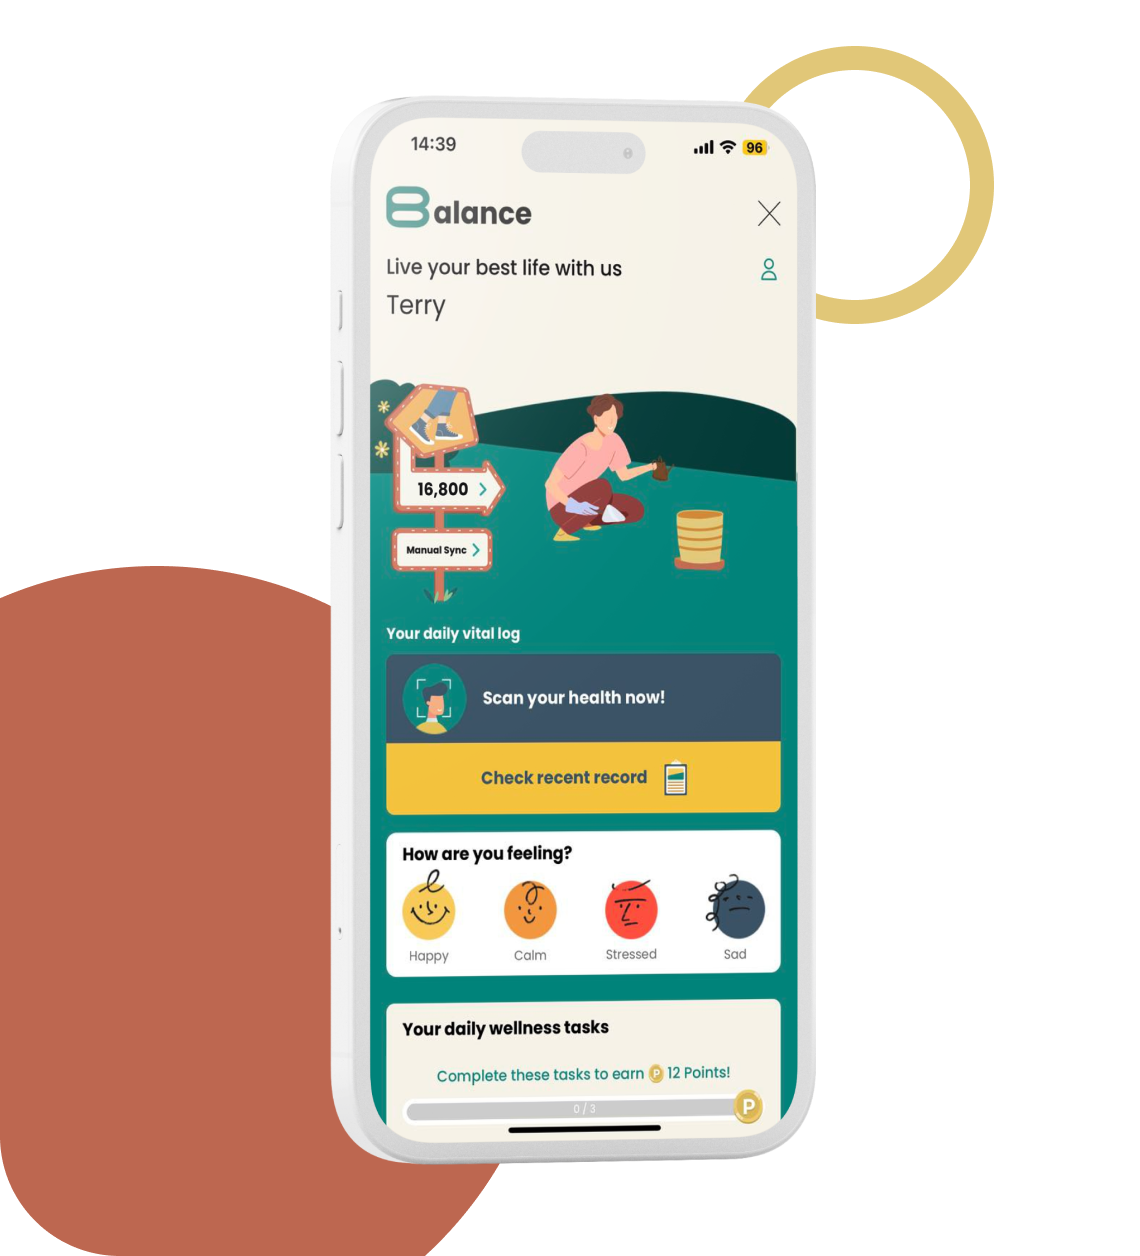 14:39
96
Balance
Live your best life with us
Terry
16,800
Manual Sync
Your daily vital log
Scan your health now!
Check recent record
How are you feeling?
Happy
Calm
Stressed
Sad
Your daily wellness tasks
Complete these tasks to earn P 12 Points!
0 / 3
P